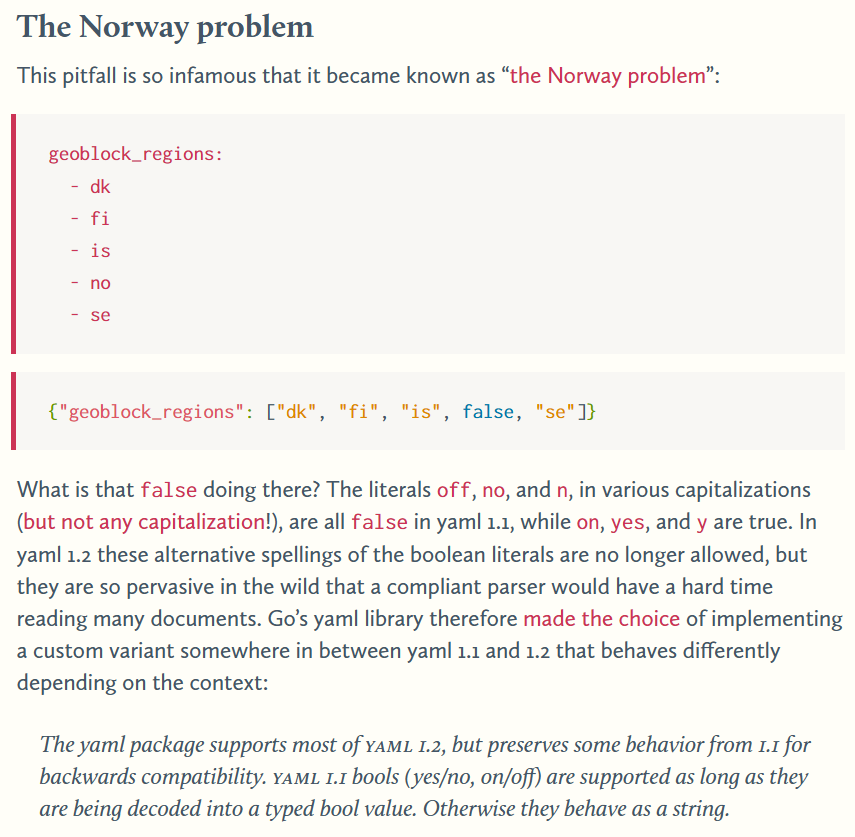 The Norway problem
This pitfall is so infamous that it became known as “the Norway problem”:
geoblock_regions:
  - dk
  - fi
  - is
  - no
  - se
{"geoblock_regions": ["dk", "fi", "is", false, "se"]}
What is that false doing there? The literals off, no, and n, in various capitalizations
(but not any capitalization!), are all false in yaml 1.1, while on, yes, and y are true. In
yaml 1.2 these alternative spellings of the boolean literals are no longer allowed, but
they are so pervasive in the wild that a compliant parser would have a hard time
reading many documents. Go’s yaml library therefore made the choice of implementing
a custom variant somewhere in between yaml 1.1 and 1.2 that behaves differently
depending on the context:
The yaml package supports most of YAML 1.2, but preserves some behavior from 1.1 for
backwards compatibility. YAML 1.1 bools (yes/no, on/off) are supported as long as they
are being decoded into a typed bool value. Otherwise they behave as a string.